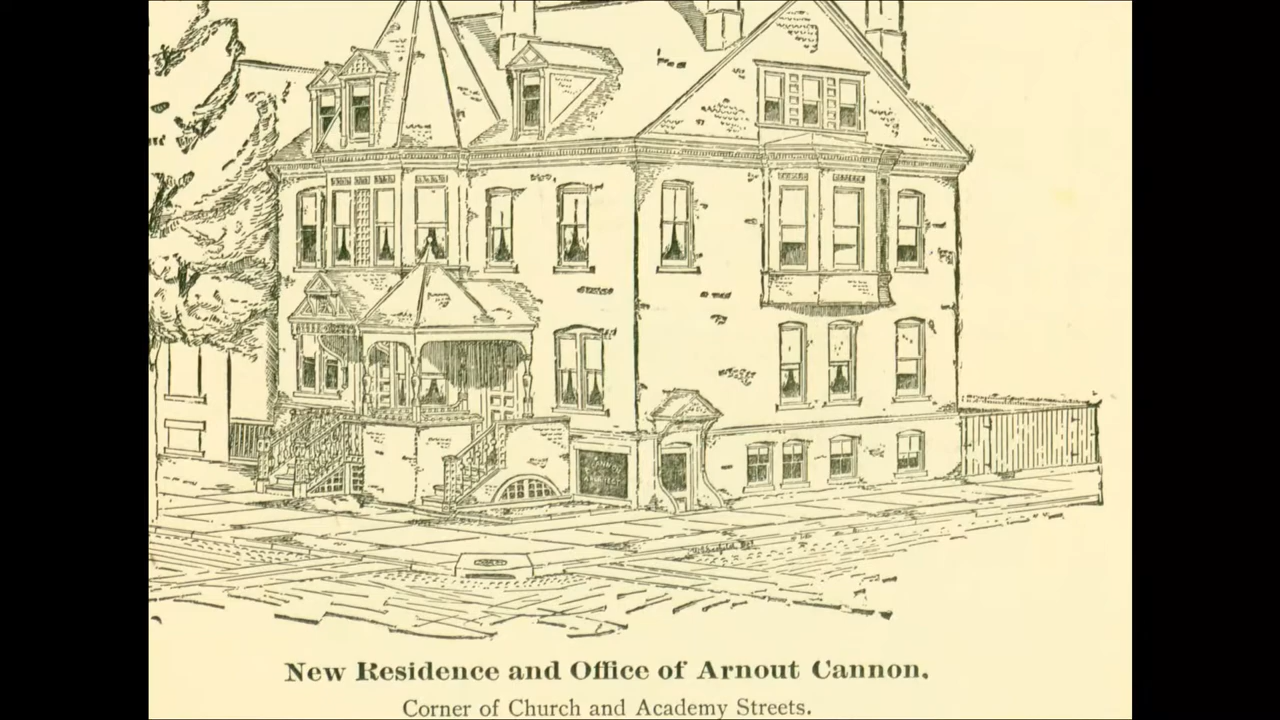 New Residence and Office of Arnout Cannon,
Corner of Church and Academy Streets.